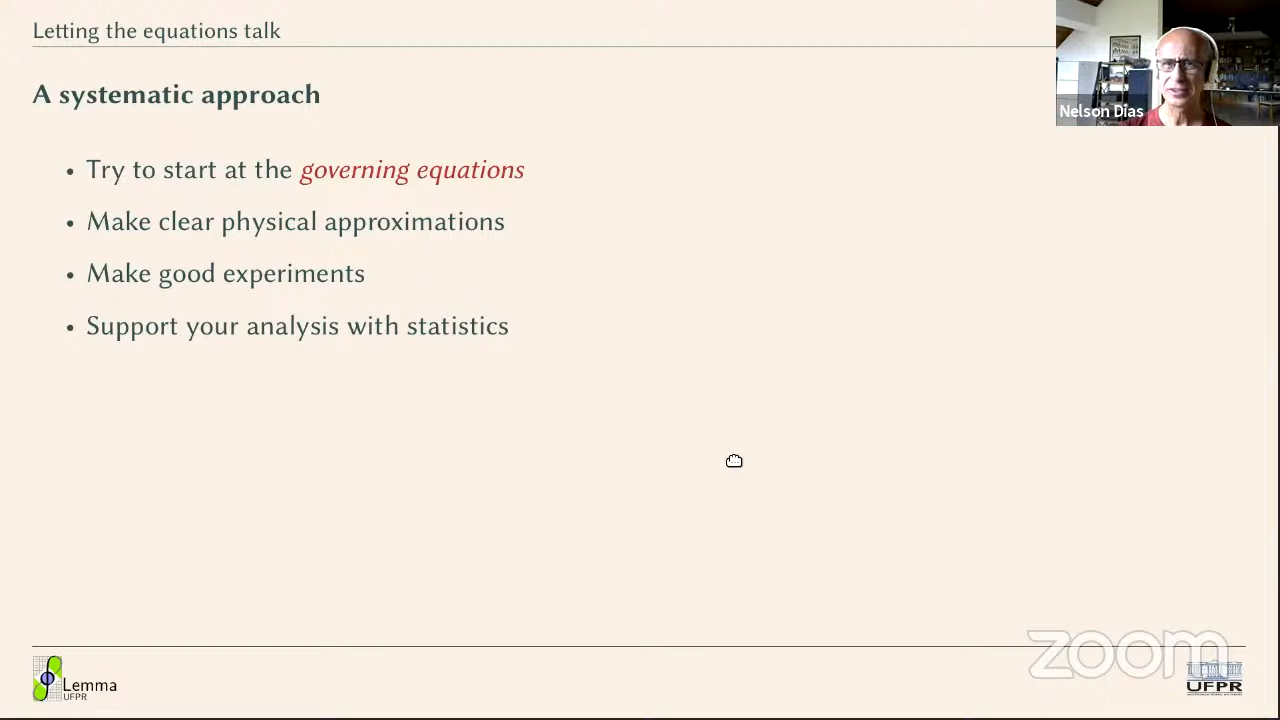 Letting the equations talk
A systematic approach
• Try to start at the governing equations
• Make clear physical approximations
• Make good experiments
• Support your analysis with statistics
Nelson Dias
zoom
Lemma
UFPR
UFPR